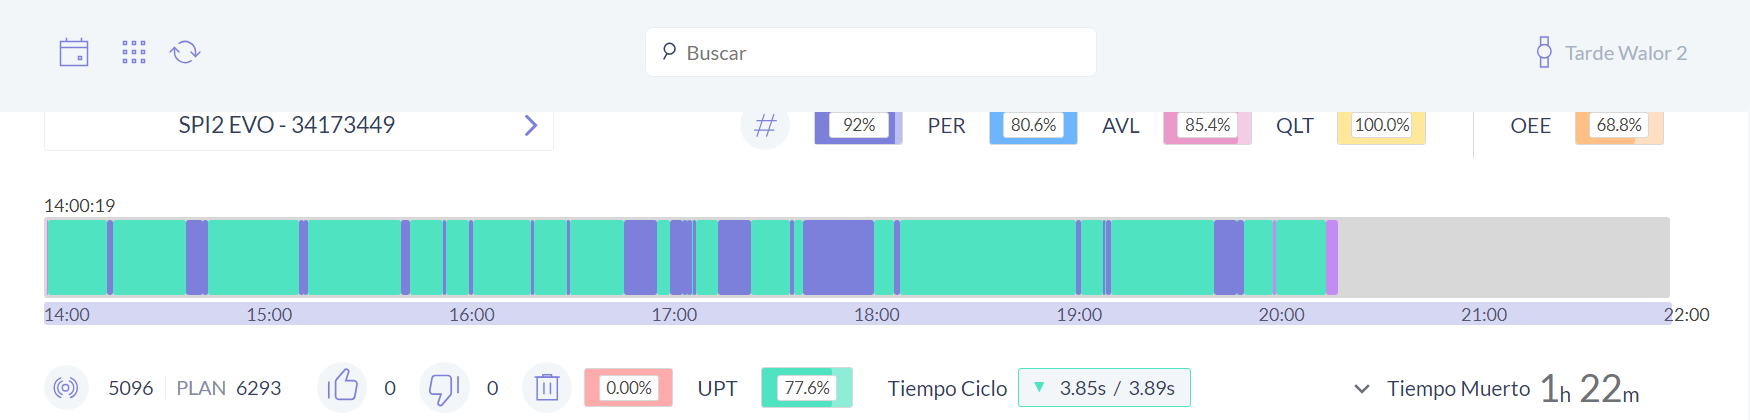 Buscar
Tarde Walor 2
SPI2 EVO - 34173449
# 92% PER 80.6% AVL 85.4% QLT 100.0% OEE 68.8%
14:00:19
14:00 15:00 16:00 17:00 18:00 19:00 20:00 21:00 22:00
5096 PLAN 6293 0 0 0.00% UPT 77.6% Tiempo Ciclo 3.85s / 3.89s Tiempo Muerto 1h 22m